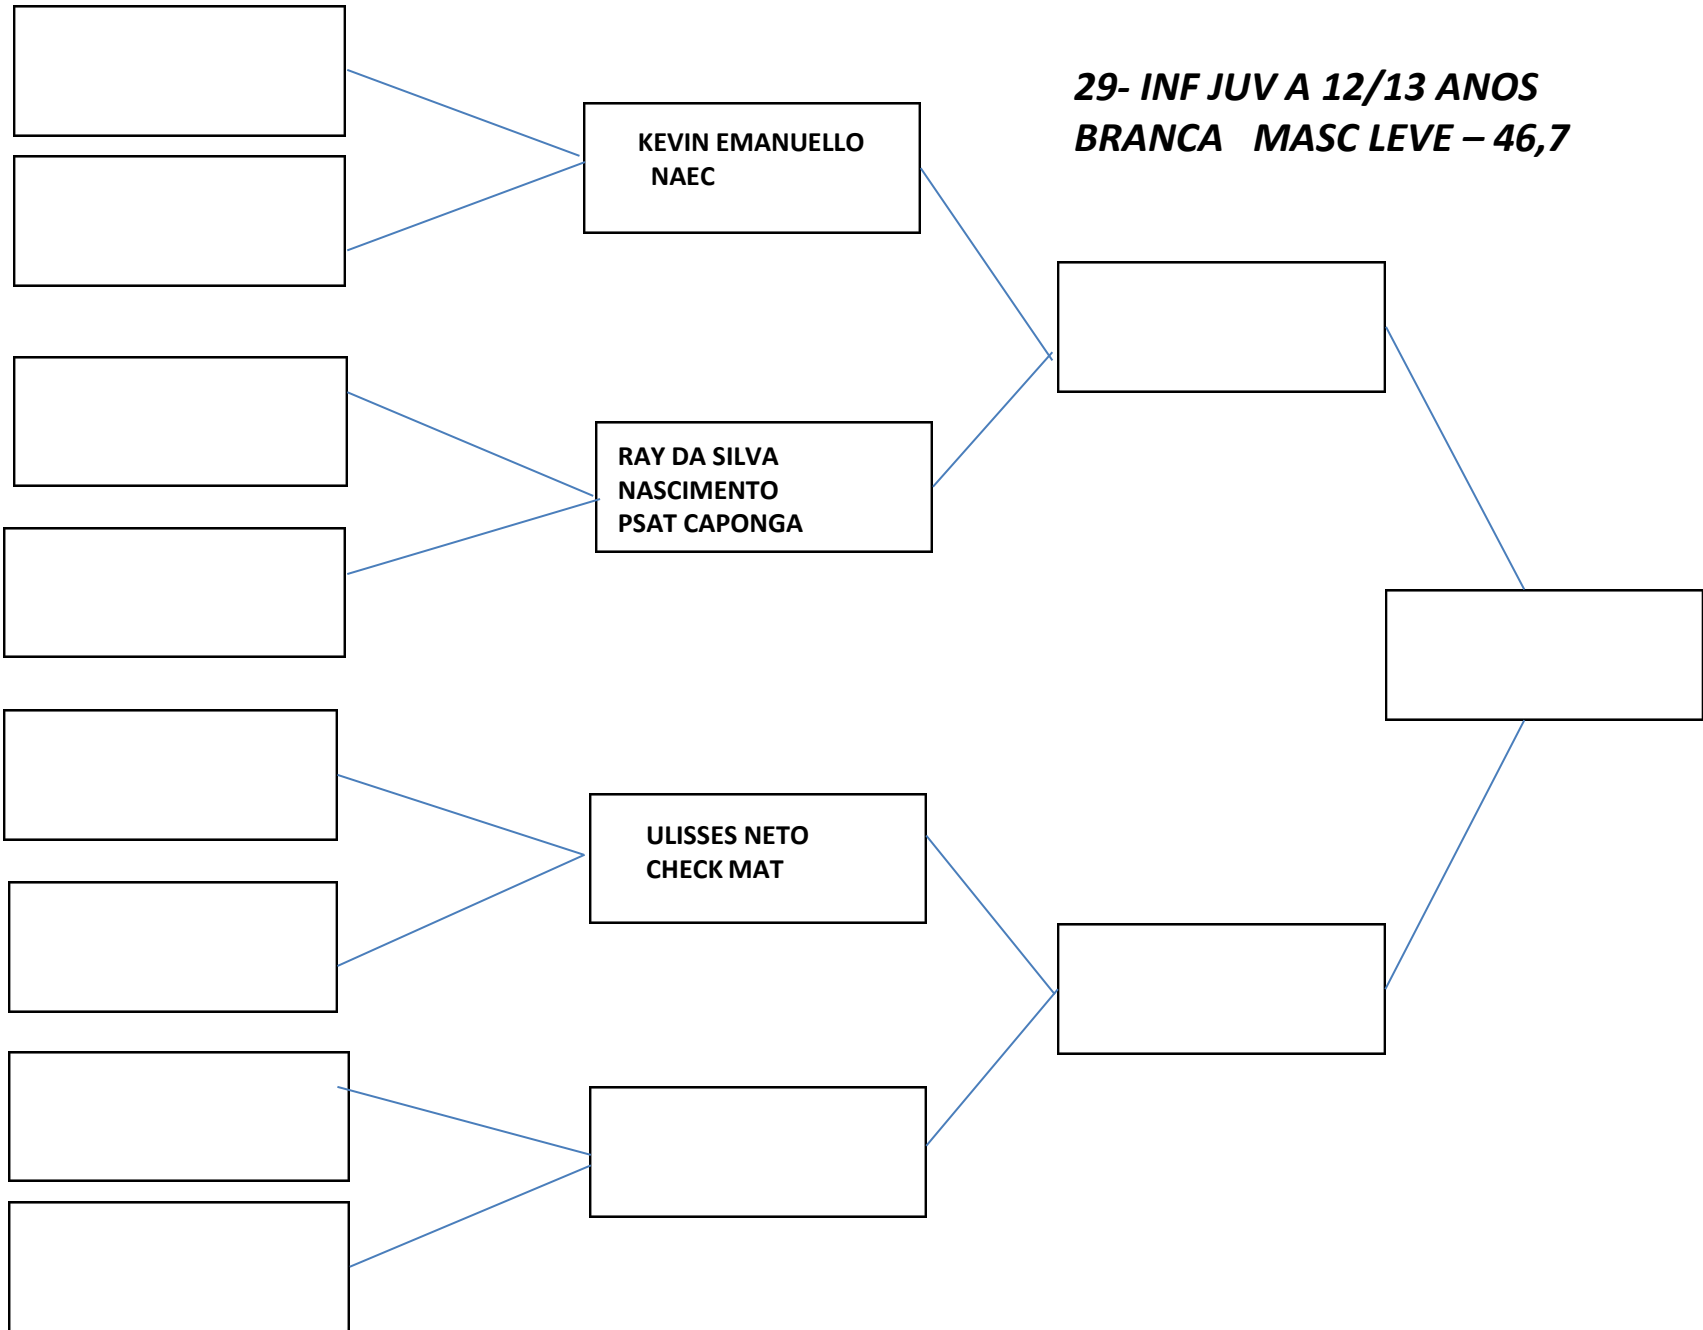 29- INF JUV A 12/13 ANOS
BRANCA MASC LEVE – 46,7
KEVIN EMANUELLO
NAEC
RAY DA SILVA
NASCIMENTO
PSAT CAPONGA
ULISSES NETO
CHECK MAT